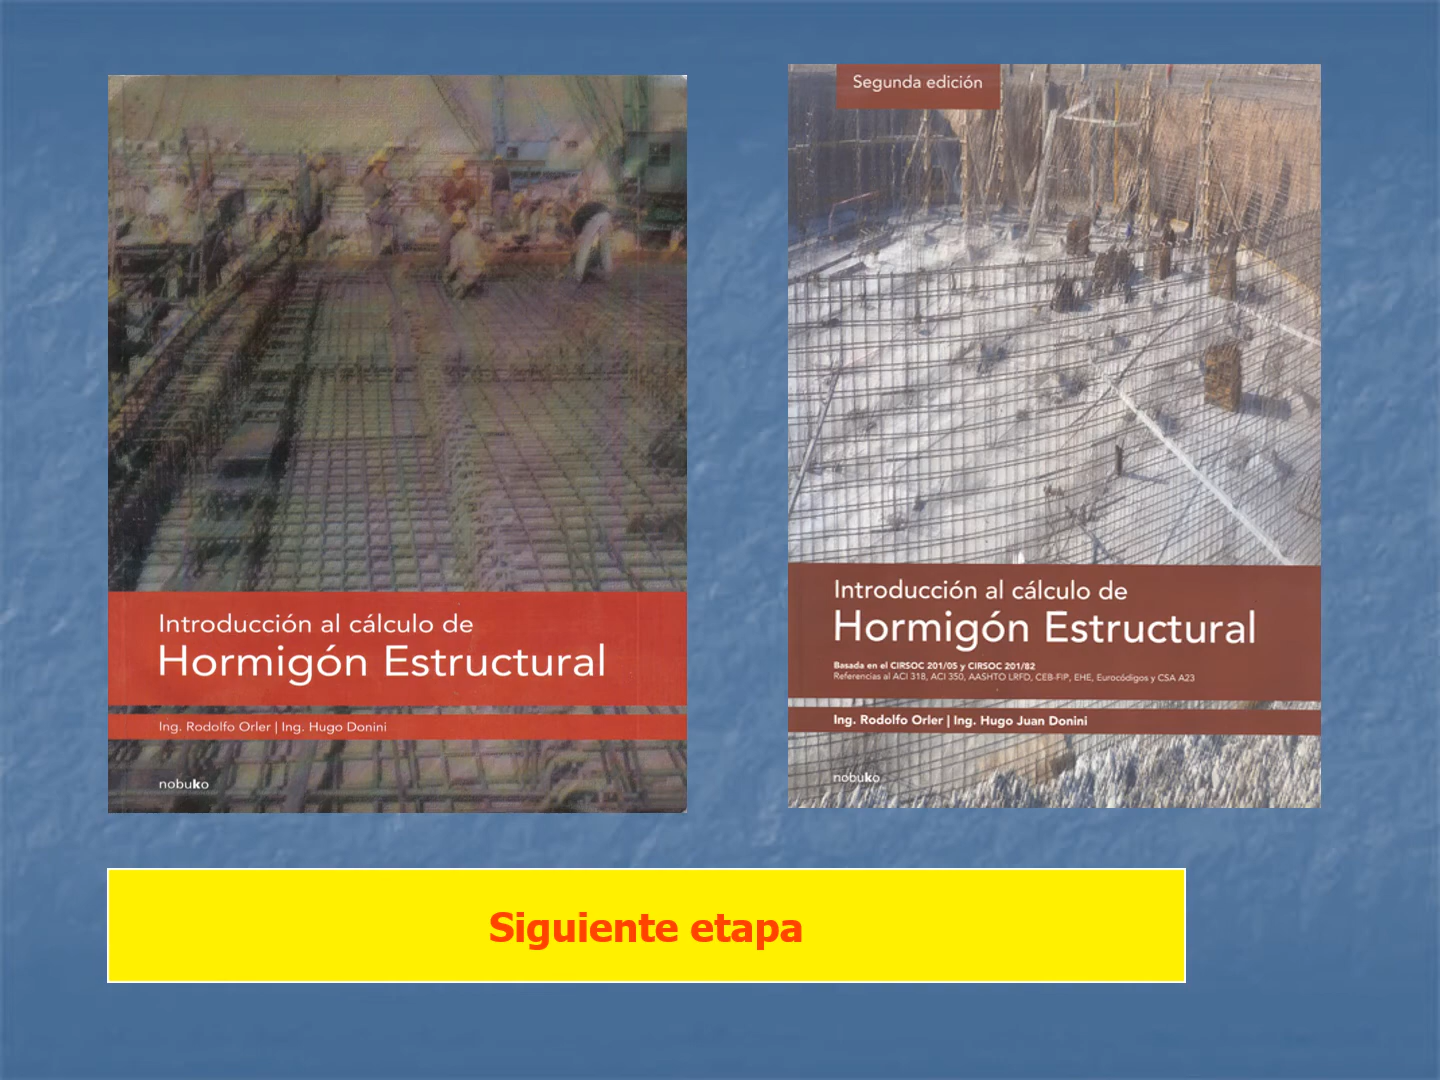 Introducción al cálculo de
Hormigón Estructural
Ing. Rodolfo Orler | Ing. Hugo Donini
nobuko
Segunda edición
Introducción al cálculo de
Hormigón Estructural
Basada en el CIRSOC 201/05 y CIRSOC 201/82
Referencias al ACI 318, ACI 350, AASHTO LRFD, CEB-FIP, EHE, Eurocódigos y CSA A23
Ing. Rodolfo Orler | Ing. Hugo Juan Donini
nobuko
Siguiente etapa